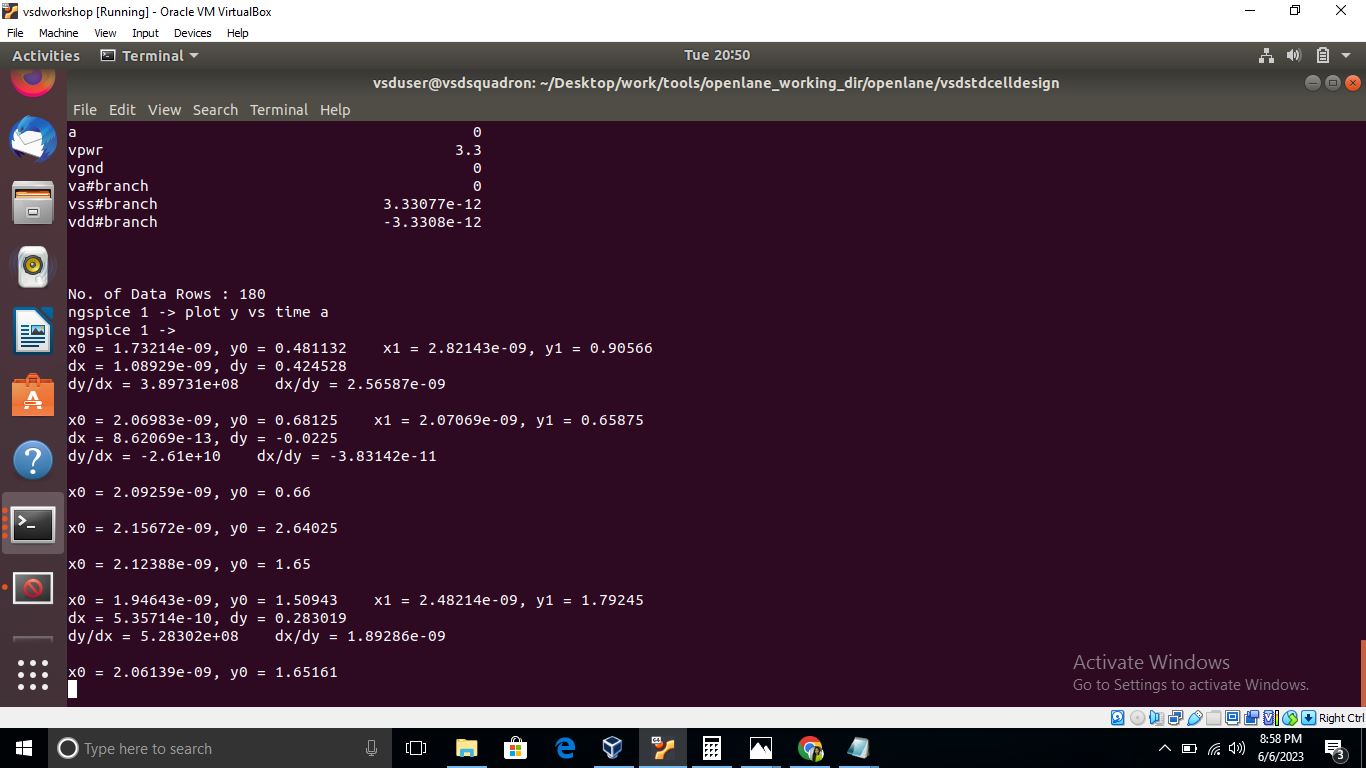 vsdworkshop [Running] - Oracle VM VirtualBox
File Machine View Input Devices Help
Activities Terminal Tue 20:50
vsduser@vsdsquadron: ~/Desktop/work/tools/openlane_working_dir/openlane/vsdstdcelldesign
File Edit View Search Terminal Help
a 0
vpwr 3.3
vgnd 0
va#branch 0
vss#branch 3.33077e-12
vdd#branch -3.3308e-12
No. of Data Rows : 180
ngspice 1 -> plot y vs time a
ngspice 1 ->
x0 = 1.73214e-09, y0 = 0.481132 x1 = 2.82143e-09, y1 = 0.90566
dx = 1.08929e-09, dy = 0.424528
dy/dx = 3.89731e+08 dx/dy = 2.56587e-09
x0 = 2.06983e-09, y0 = 0.68125 x1 = 2.07069e-09, y1 = 0.65875
dx = 8.62069e-13, dy = -0.0225
dy/dx = -2.61e+10 dx/dy = -3.83142e-11
x0 = 2.09259e-09, y0 = 0.66
x0 = 2.15672e-09, y0 = 2.64025
x0 = 2.12388e-09, y0 = 1.65
x0 = 1.94643e-09, y0 = 1.50943 x1 = 2.48214e-09, y1 = 1.79245
dx = 5.35714e-10, dy = 0.283019
dy/dx = 5.28302e+08 dx/dy = 1.89286e-09
x0 = 2.06139e-09, y0 = 1.65161
Activate Windows
Go to Settings to activate Windows.
Right Ctrl
Type here to search
8:58 PM
6/6/2023
3